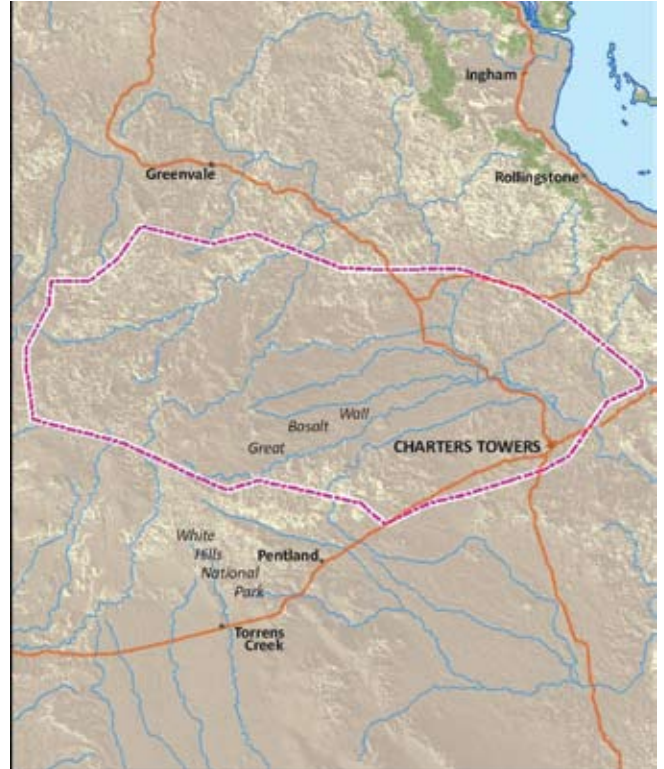 Ingham
Greenvale
Rollingstone
Great Basalt Wall
CHARTERS TOWERS
White
Hills
National
Park
Pentland
Torrens
Creek